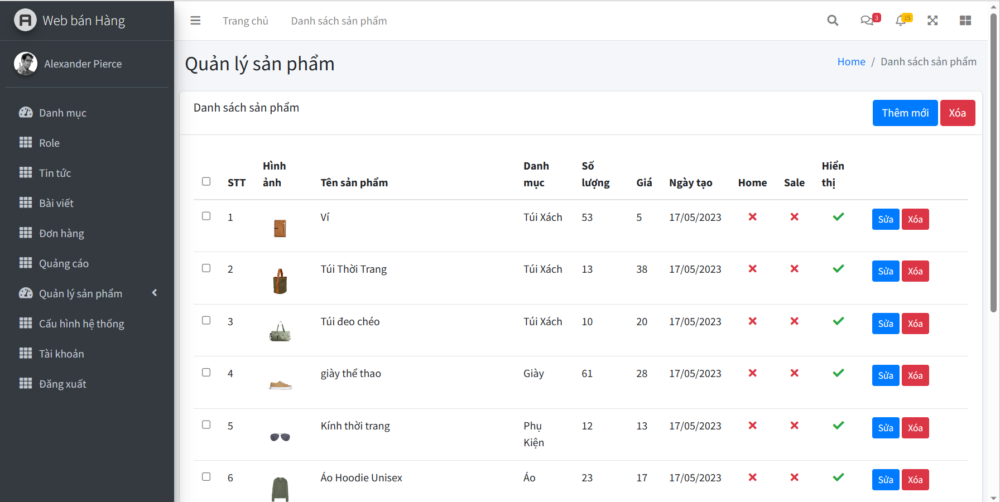 Web bán Hàng
Trang chủ
Danh sách sản phẩm
3
15
Alexander Pierce
Danh mục
Role
Tin tức
Bài viết
Đơn hàng
Quảng cáo
Quản lý sản phẩm
Cấu hình hệ thống
Tài khoản
Đăng xuất
Quản lý sản phẩm
Home / Danh sách sản phẩm
Danh sách sản phẩm
Thêm mới
Xóa
STT
Hình
ảnh
Tên sản phẩm
Danh
mục
Số
lượng
Giá
Ngày tạo
Home
Sale
Hiển
thị
1 Ví Túi Xách 53 5 17/05/2023 Sửa Xóa
2 Túi Thời Trang Túi Xách 13 38 17/05/2023 Sửa Xóa
3 Túi đeo chéo Túi Xách 10 20 17/05/2023 Sửa Xóa
4 giày thể thao Giày 61 28 17/05/2023 Sửa Xóa
5 Kính thời trang Phụ 12 13 17/05/2023 Sửa Xóa
Kiện
6 Áo Hoodie Unisex Áo 23 17 17/05/2023 Sửa Xóa